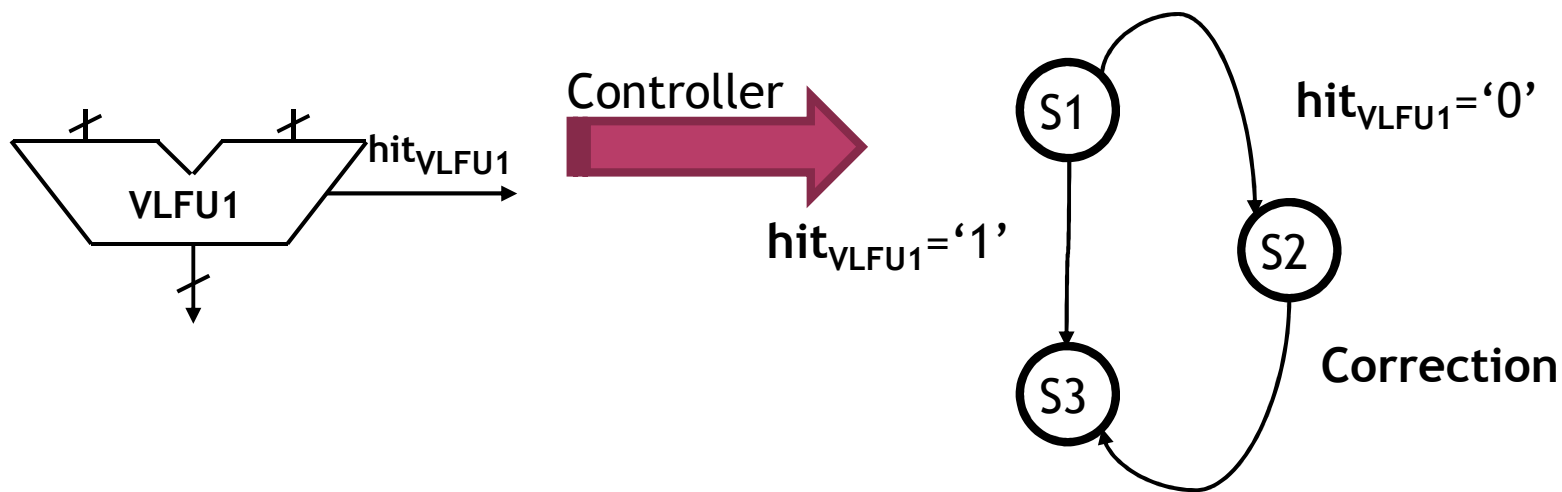 VLFU1
hitVLFU1
Controller
hitVLFU1=‘1’
S1
hitVLFU1=‘0’
S2
Correction
S3